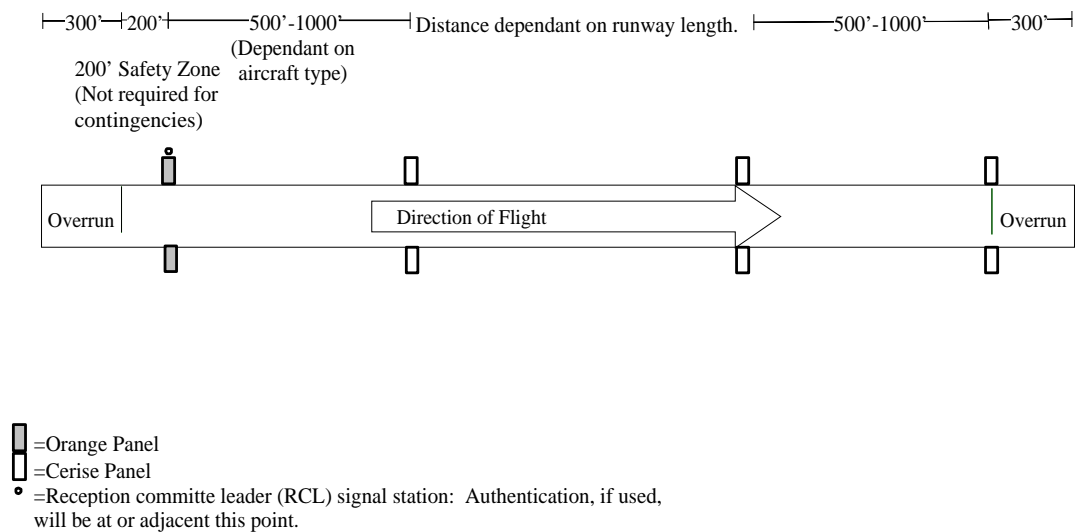 300’ 200’ 500’-1000’ Distance dependant on runway length. 500’-1000’ 300’
(Dependant on
aircraft type)
200’ Safety Zone
(Not required for
contingencies)
Overrun Direction of Flight Overrun
=Orange Panel
=Cerise Panel
=Reception committe leader (RCL) signal station:  Authentication, if used,
will be at or adjacent this point.